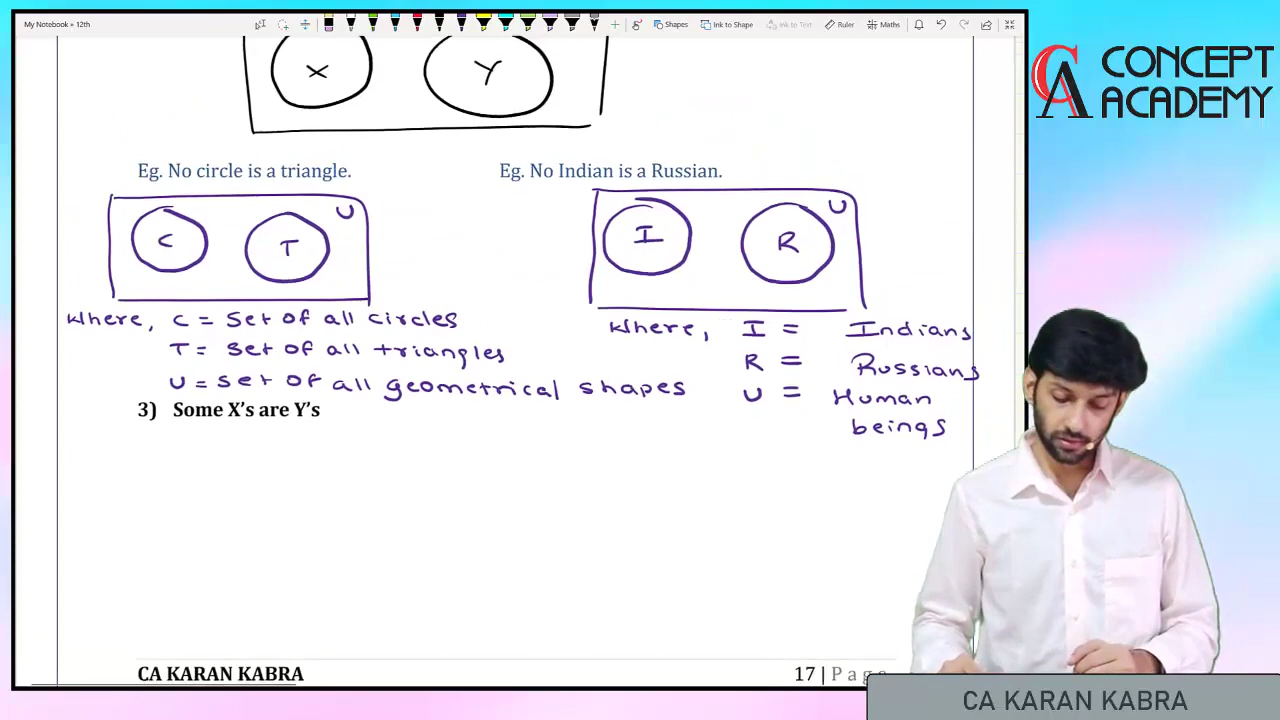 My Notebook » 12th
Shapes
Ink to Shape
Ink to Text
Ruler
Maths
CONCEPT
ACADEMY
X
Y
Eg. No circle is a triangle.
Eg. No Indian is a Russian.
C
T
U
I
R
U
Where, C = Set of all circles
T = Set of all triangles
U = Set of all geometrical shapes
Where, I = Indians
R = Russians
U = Human
beings
3) Some X's are Y's
CA KARAN KABRA
17 | Page
CA KARAN KABRA